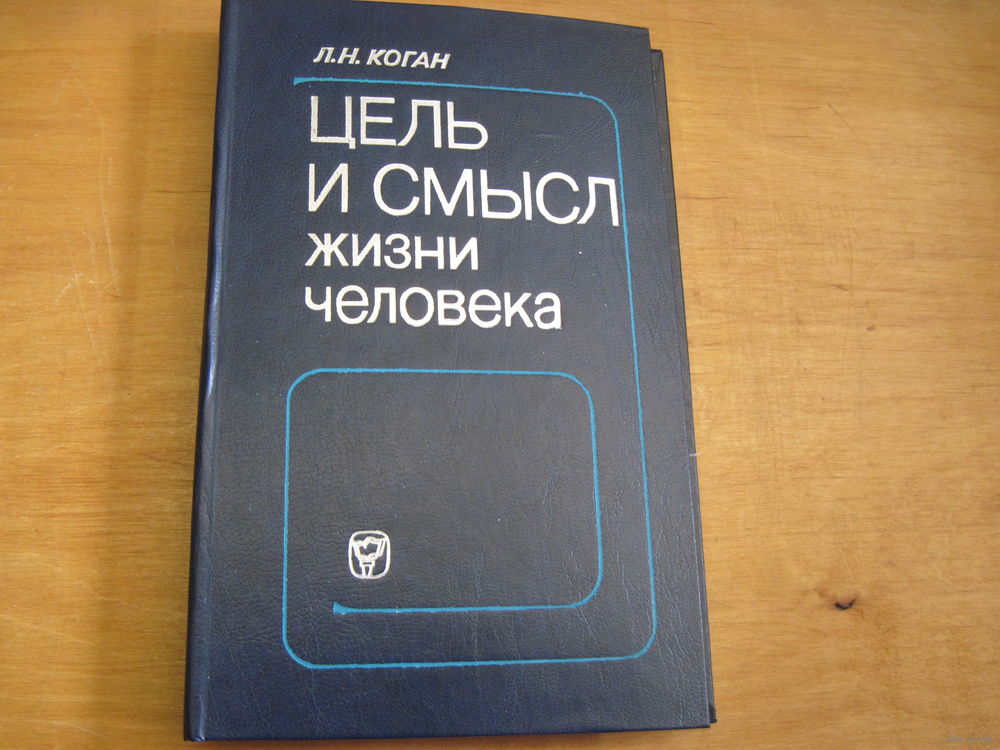 Л.Н. КОГАН
ЦЕЛЬ
И СМЫСЛ
ЖИЗНИ
ЧЕЛОВЕКА